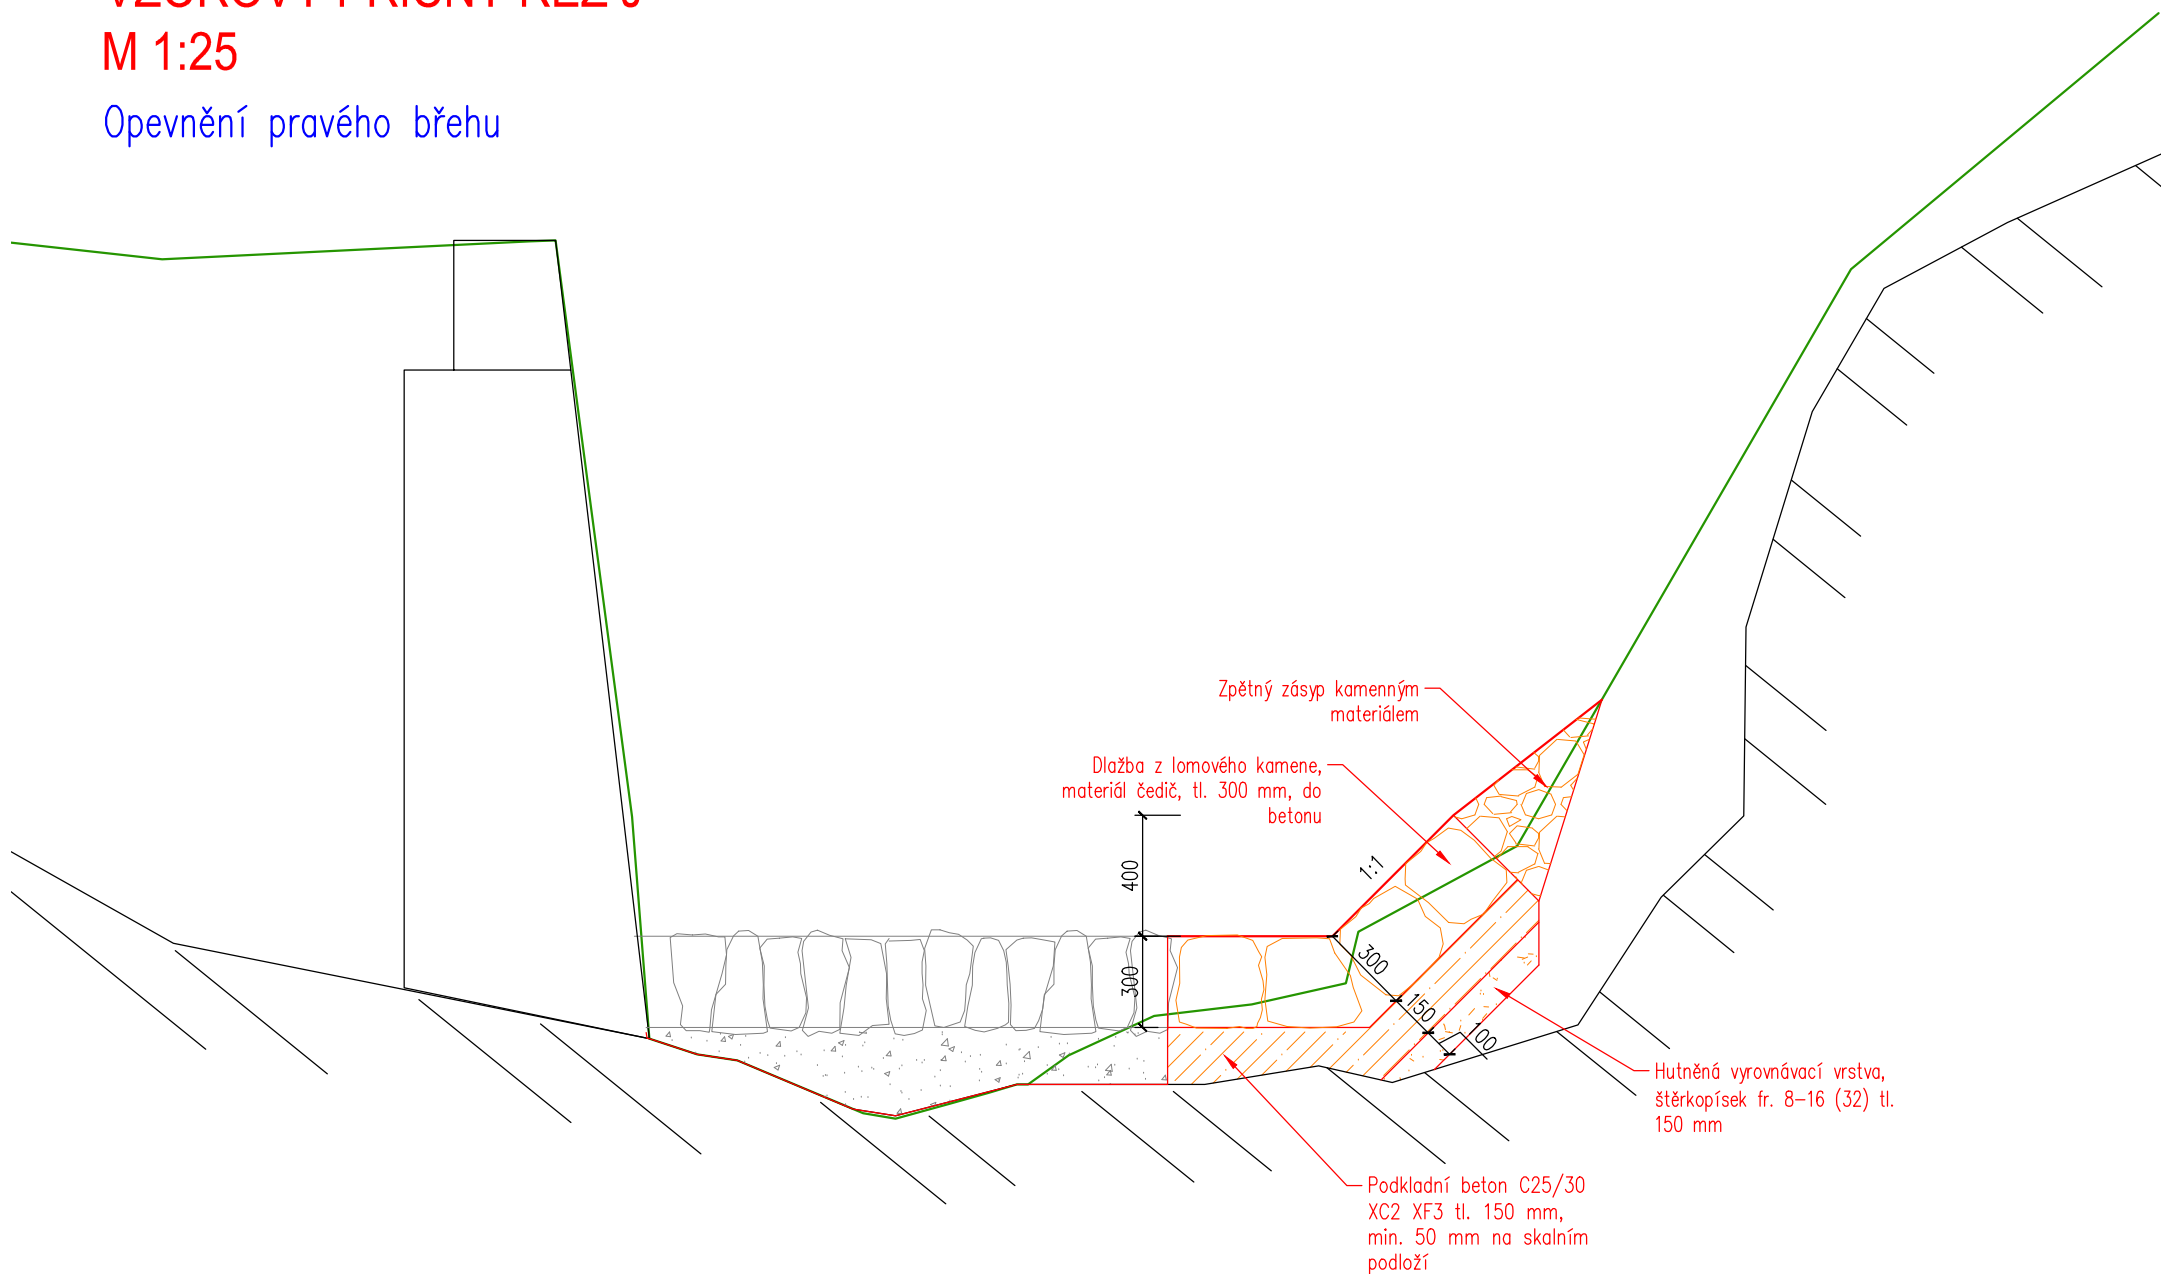 M 1:25
Opevnění pravého břehu
Zpětný zásyp kamenným
materiálem
Dlažba z lomového kamene,
materiál čedič, tl. 300 mm, do
betonu
1:1
400
300
300
150
100
Hutněná vyrovnávací vrstva,
štěrkopísek fr. 8-16 (32) tl.
150 mm
Podkladní beton C25/30
XC2 XF3 tl. 150 mm,
min. 50 mm na skalním
podloží